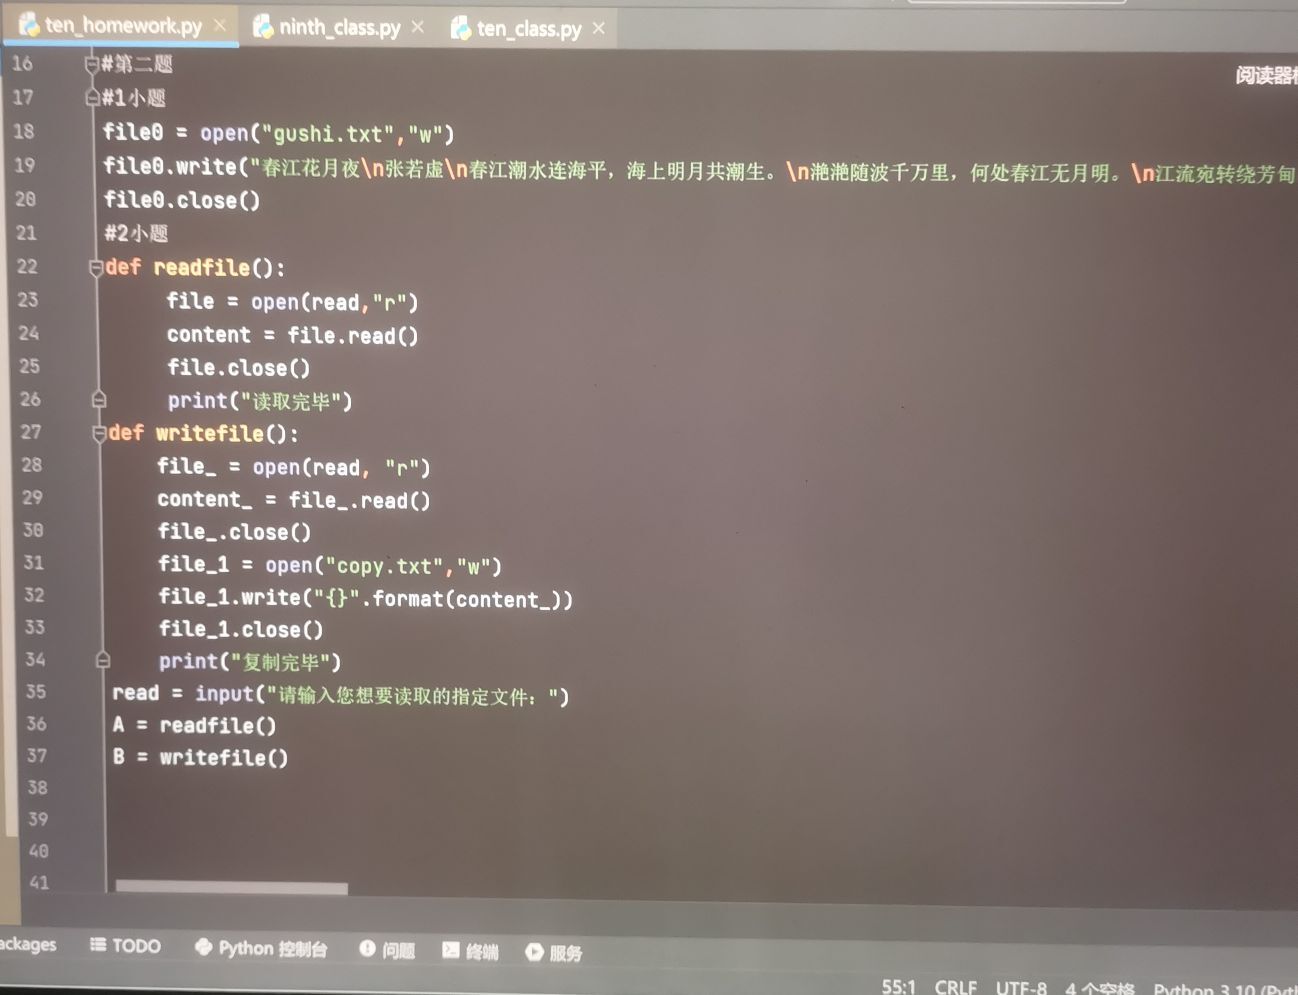 ten_homework.py × ninth_class.py × ten_class.py ×
阅读器
16 #第二题
17 #1小题
18 file0 = open("gushi.txt","w")
19 file0.write("春江花月夜\n张若虚\n春江潮水连海平，海上明月共潮生。\n滟滟随波千万里，何处春江无月明。\n江流宛转绕芳甸
20 file0.close()
21 #2小题
22 def readfile():
23 file = open(read,"r")
24 content = file.read()
25 file.close()
26 print("读取完毕")
27 def writefile():
28 file_ = open(read, "r")
29 content_ = file_.read()
30 file_.close()
31 file_1 = open("copy.txt","w")
32 file_1.write("{}".format(content_))
33 file_1.close()
34 print("复制完毕")
35 read = input("请输入您想要读取的指定文件：")
36 A = readfile()
37 B = writefile()
38
39
40
41
ackages TODO Python 控制台 问题 终端 服务
55:1 CRLF UTF-8 4 个空格 Python 3.10 (Pyth